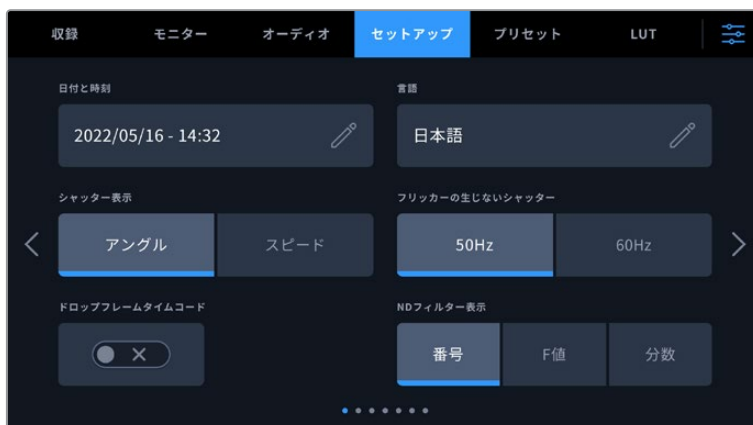 収録 モニター オーディオ セットアップ プリセット LUT
日付と時刻 言語
2022/05/16 - 14:32 日本語
シャッター表示 フリッカーの生じないシャッター
アングル スピード 50Hz 60Hz
ドロップフレームタイムコード NDフィルター表示
番号 F値 分数